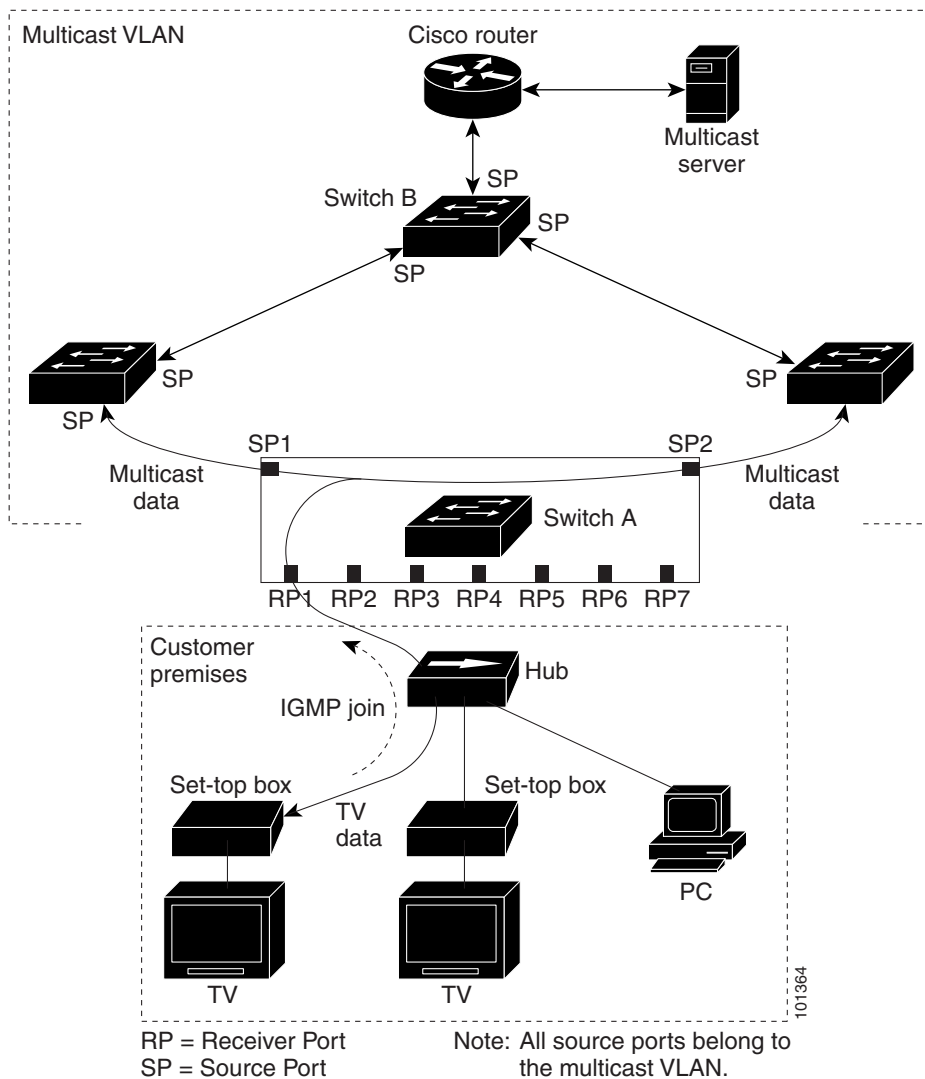 Multicast VLAN
Cisco router
Multicast
server
SP
Switch B
SP
SP
SP
SP
SP
SP1
SP2
Multicast
data
Multicast
data
Switch A
RP1
RP2
RP3
RP4
RP5
RP6
RP7
Customer
premises
Hub
IGMP join
Set-top box
Set-top box
TV
data
PC
TV
TV
101364
RP = Receiver Port
SP = Source Port
Note: All source ports belong to
the multicast VLAN.